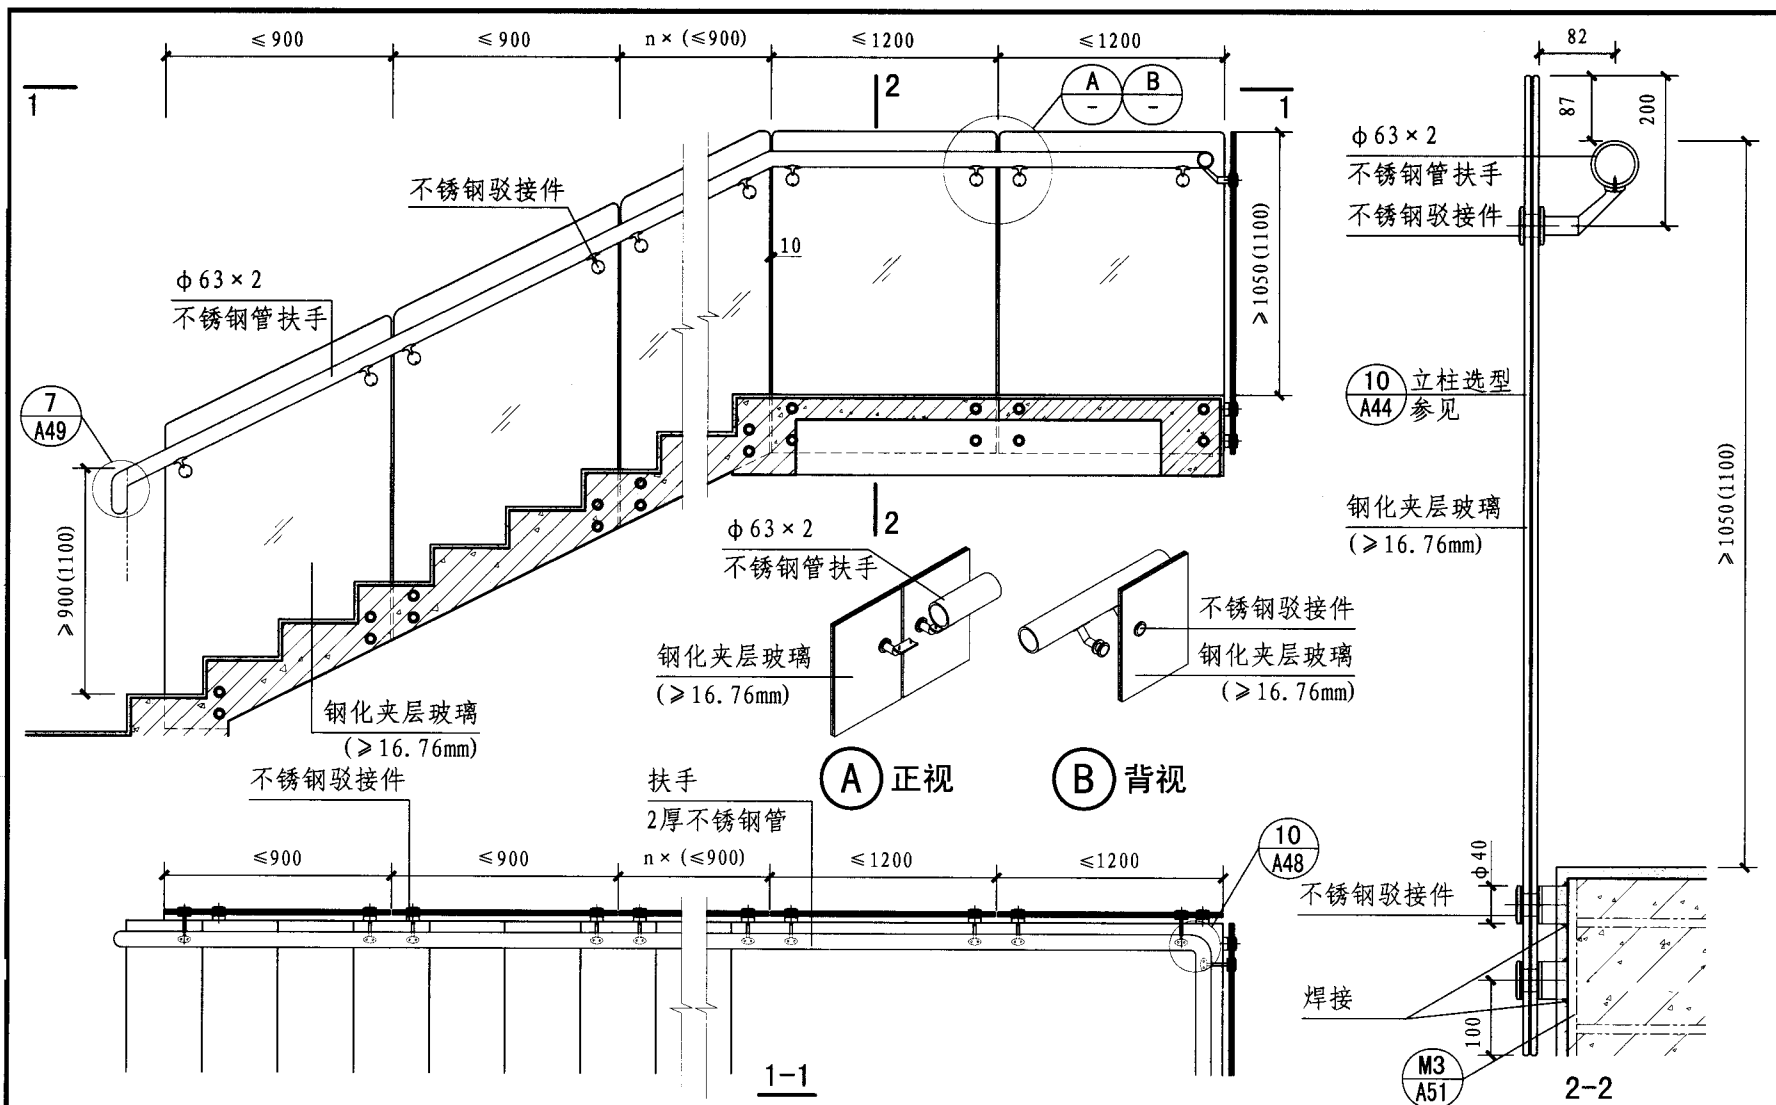 ≤900
≤900
n×(≤900)
≤1200
≤1200
82
1
2
A
-
B
-
1
87
200
φ63×2
不锈钢管扶手
不锈钢驳接件
不锈钢驳接件
10
φ63×2
不锈钢管扶手
≥1050(1100)
10
A44
立柱选型
参见
7
A49
≥1050(1100)
钢化夹层玻璃
(≥16.76mm)
2
φ63×2
不锈钢管扶手
≥900(1100)
不锈钢驳接件
钢化夹层玻璃
(≥16.76mm)
钢化夹层玻璃
(≥16.76mm)
钢化夹层玻璃
(≥16.76mm)
A 正视
B 背视
不锈钢驳接件
扶手
2厚不锈钢管
10
A48
≤900
≤900
n×(≤900)
≤1200
≤1200
φ40
不锈钢驳接件
焊接
100
M3
A51
1-1
2-2